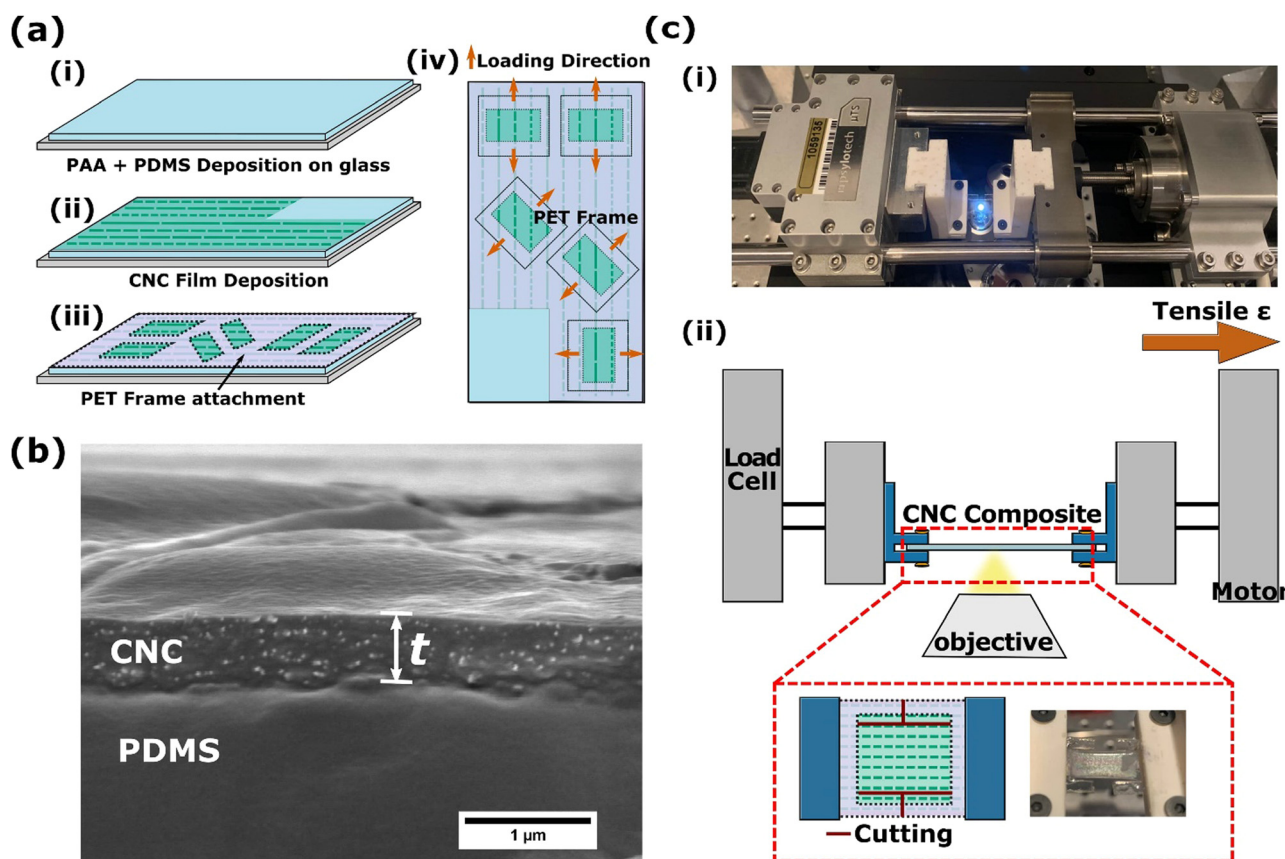 (a)
(i)
PAA + PDMS Deposition on glass
(ii)
CNC Film Deposition
(iii)
PET Frame attachment
(iv)
Loading Direction
PET Frame
(b)
CNC
t
PDMS
1 µm
(c)
(i)
1059135
psylotech
µTS
(ii)
Tensile ε
Load
Cell
CNC Composite
Motor
objective
Cutting